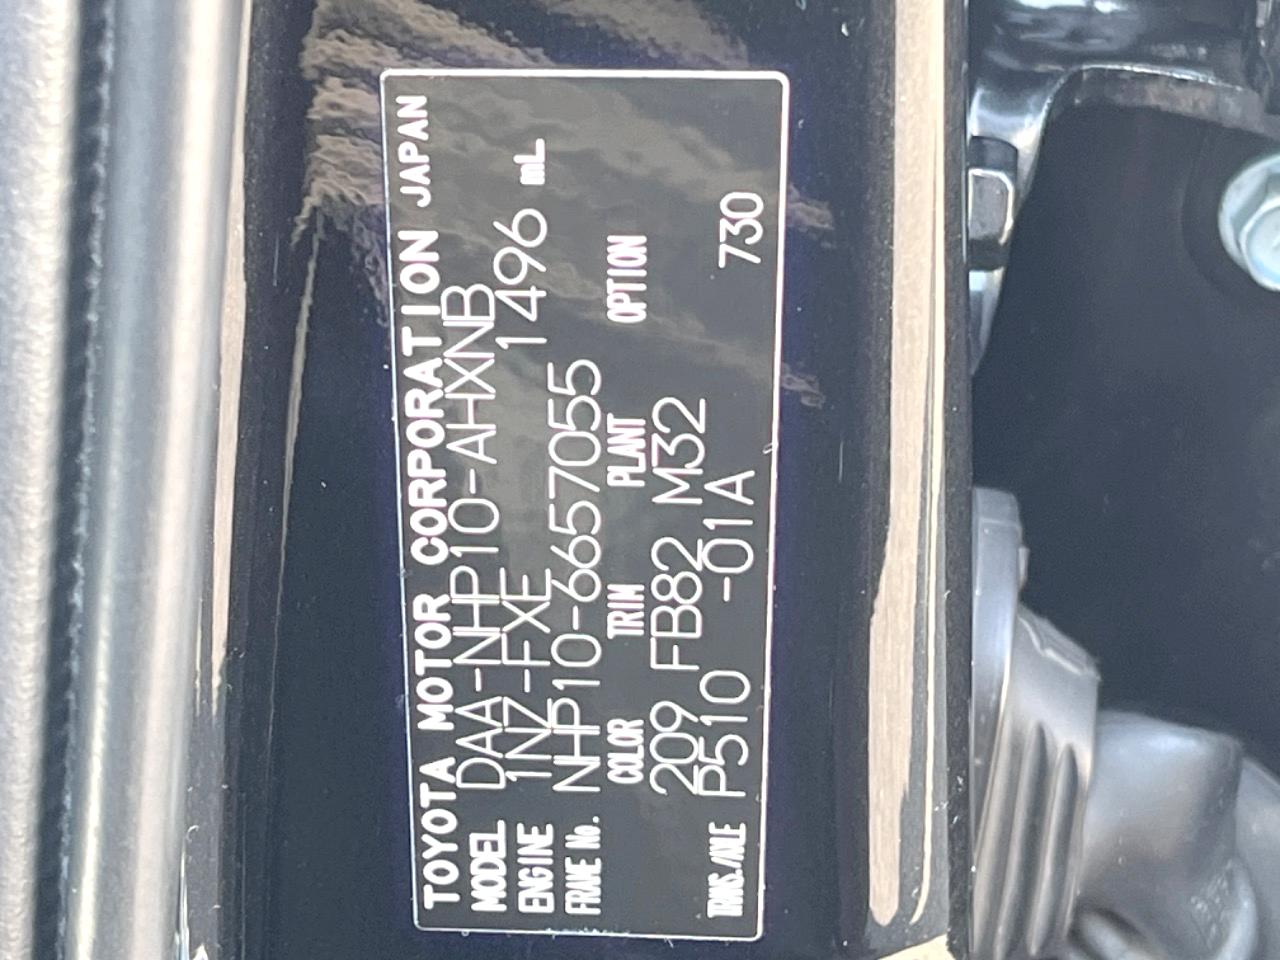 TOYOTA MOTOR CORPORATION JAPAN
MODEL DAA-NHP10-AHXNB
ENGINE 1NZ-FXE 1496 mL
FRAME No. NHP10-6657055
COLOR TRIM PLANT OPTION
209 FB82 M32
TRANS./AXLE P510 -01A 730